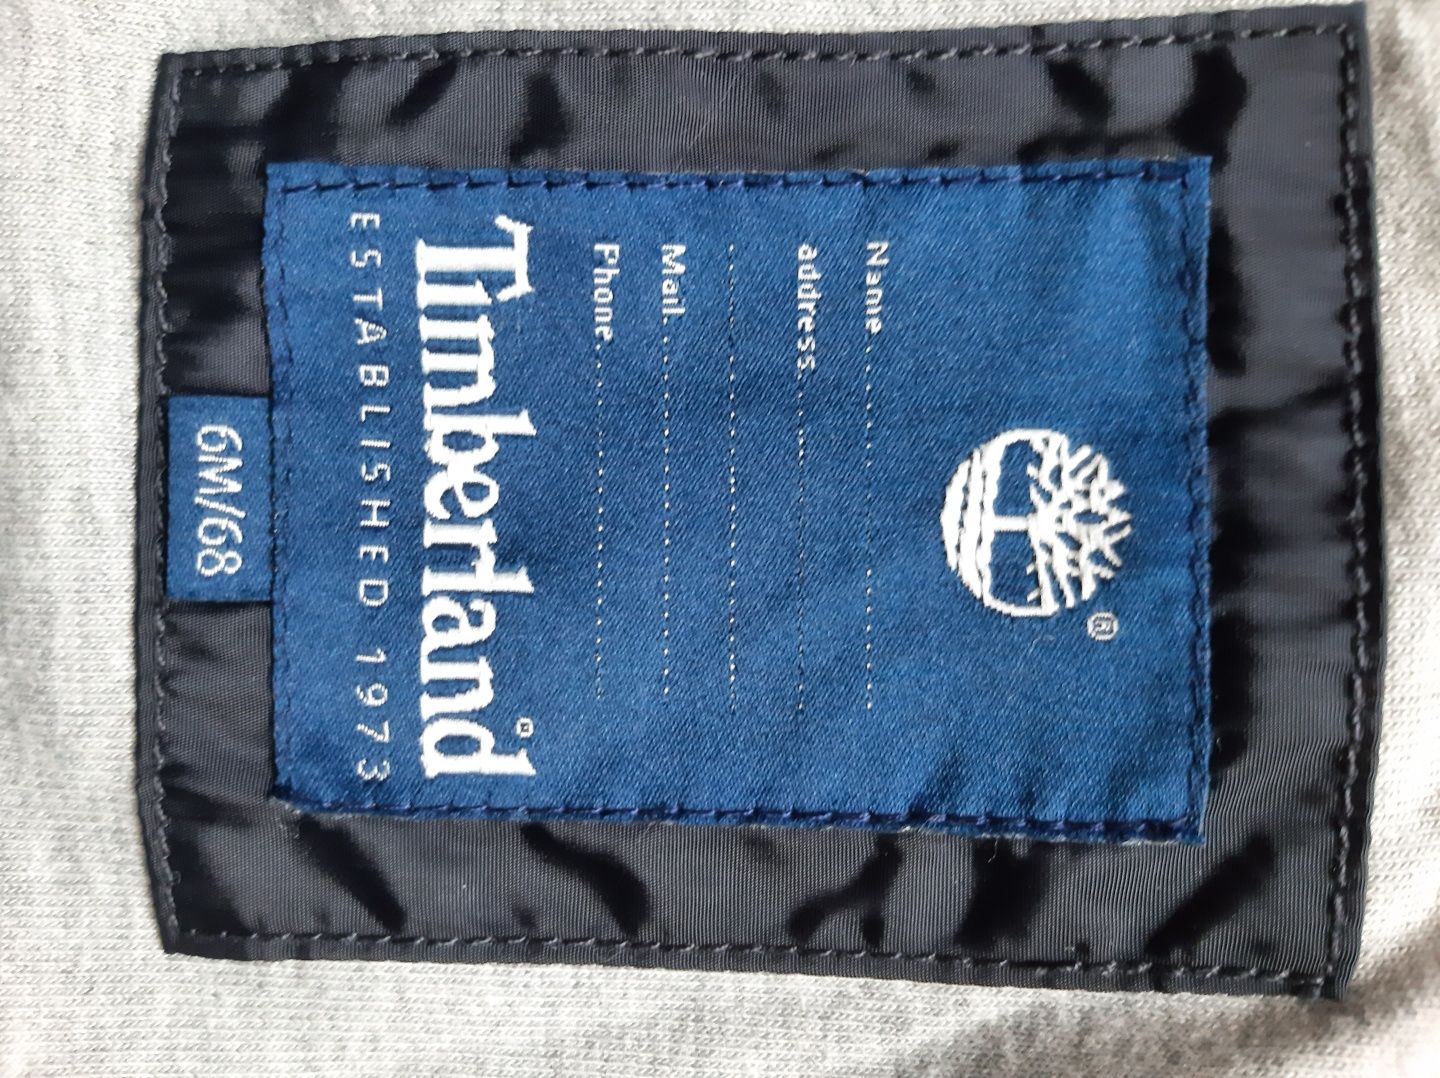 ®
Name
address
Mail
Phone
Timberland®
ESTABLISHED 1973
6M/68